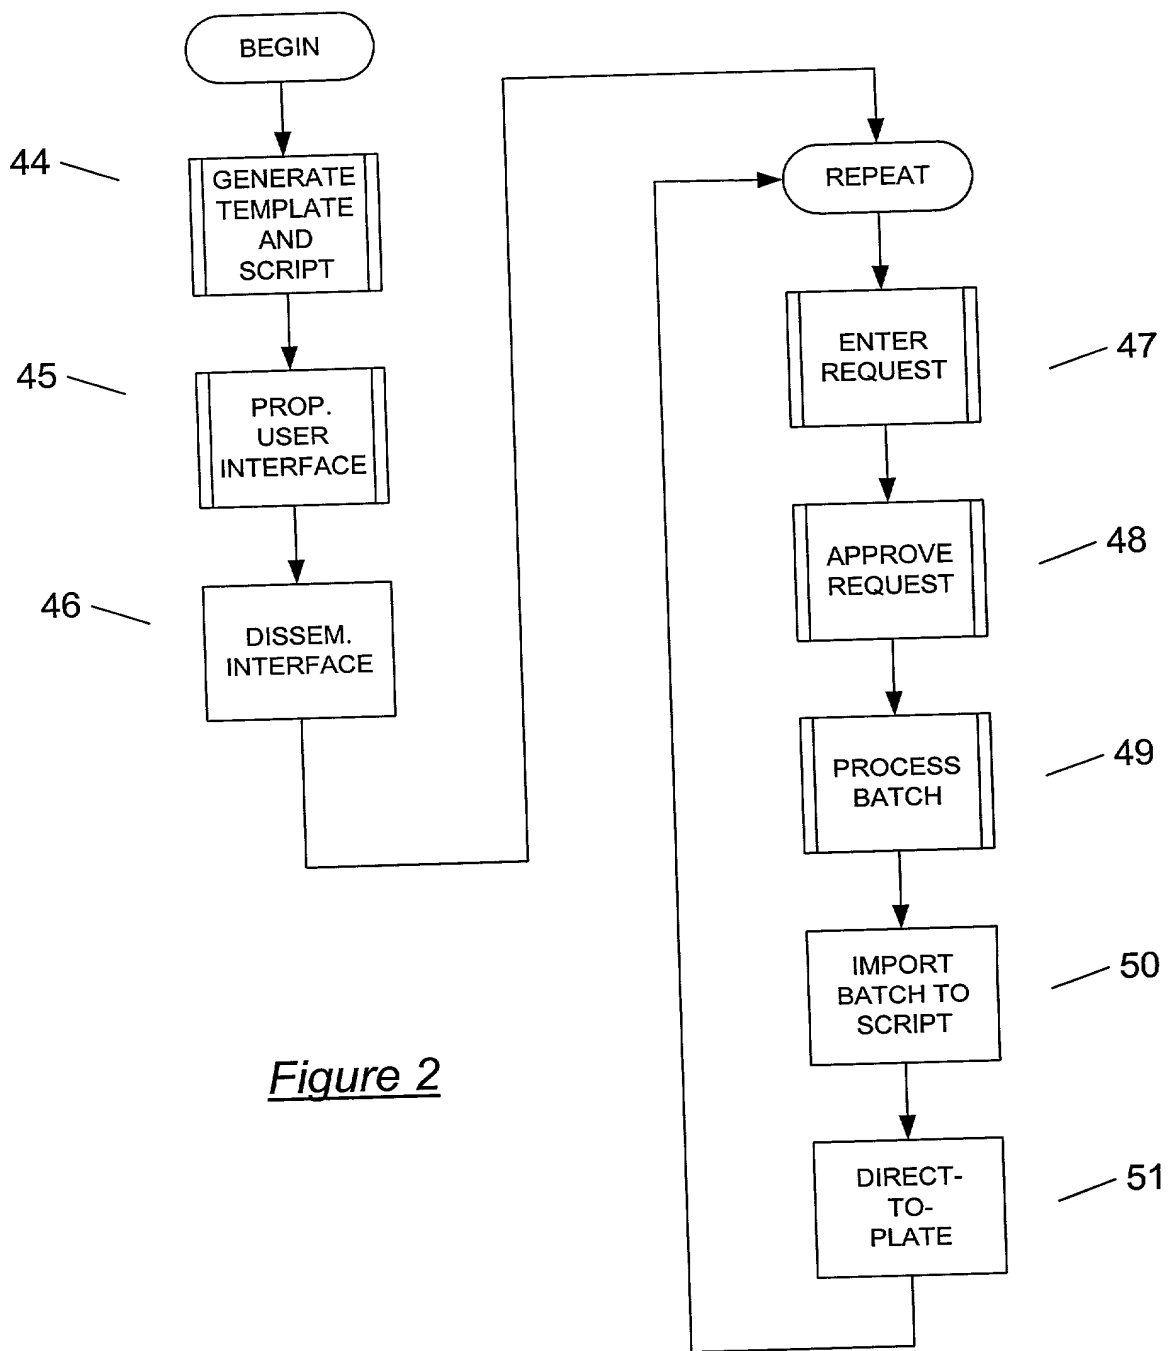 BEGIN
44
GENERATE
TEMPLATE
AND
SCRIPT
45
PROP.
USER
INTERFACE
46
DISSEM.
INTERFACE
REPEAT
ENTER
REQUEST
47
APPROVE
REQUEST
48
PROCESS
BATCH
49
IMPORT
BATCH TO
SCRIPT
50
DIRECT-
TO-
PLATE
51
Figure 2